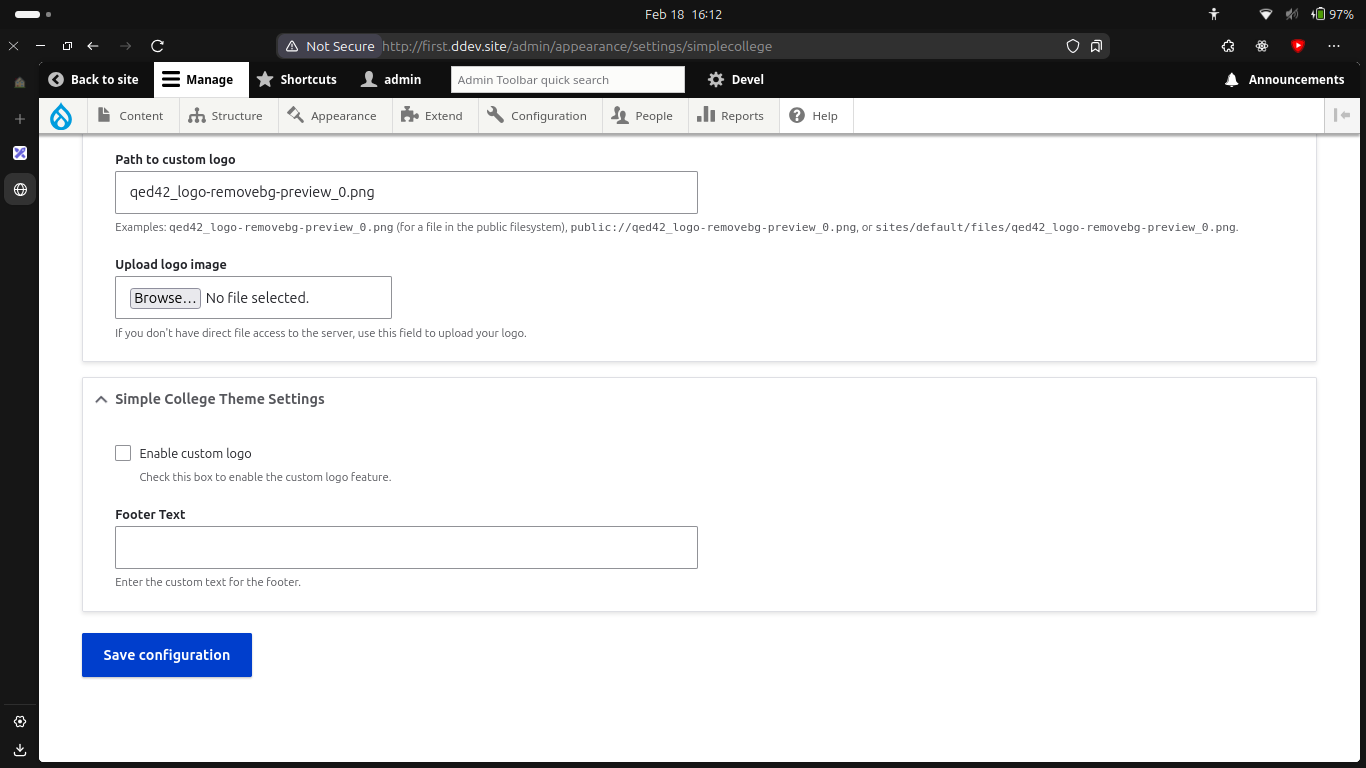 Feb 18 16:12
97%
Not Secure http://first.ddev.site/admin/appearance/settings/simplecollege
Back to site Manage Shortcuts admin Admin Toolbar quick search Devel Announcements
Content Structure Appearance Extend Configuration People Reports Help
Path to custom logo
qed42_logo-removebg-preview_0.png
Examples: qed42_logo-removebg-preview_0.png (for a file in the public filesystem), public://qed42_logo-removebg-preview_0.png, or sites/default/files/qed42_logo-removebg-preview_0.png.
Upload logo image
Browse... No file selected.
If you don't have direct file access to the server, use this field to upload your logo.
Simple College Theme Settings
Enable custom logo
Check this box to enable the custom logo feature.
Footer Text
Enter the custom text for the footer.
Save configuration